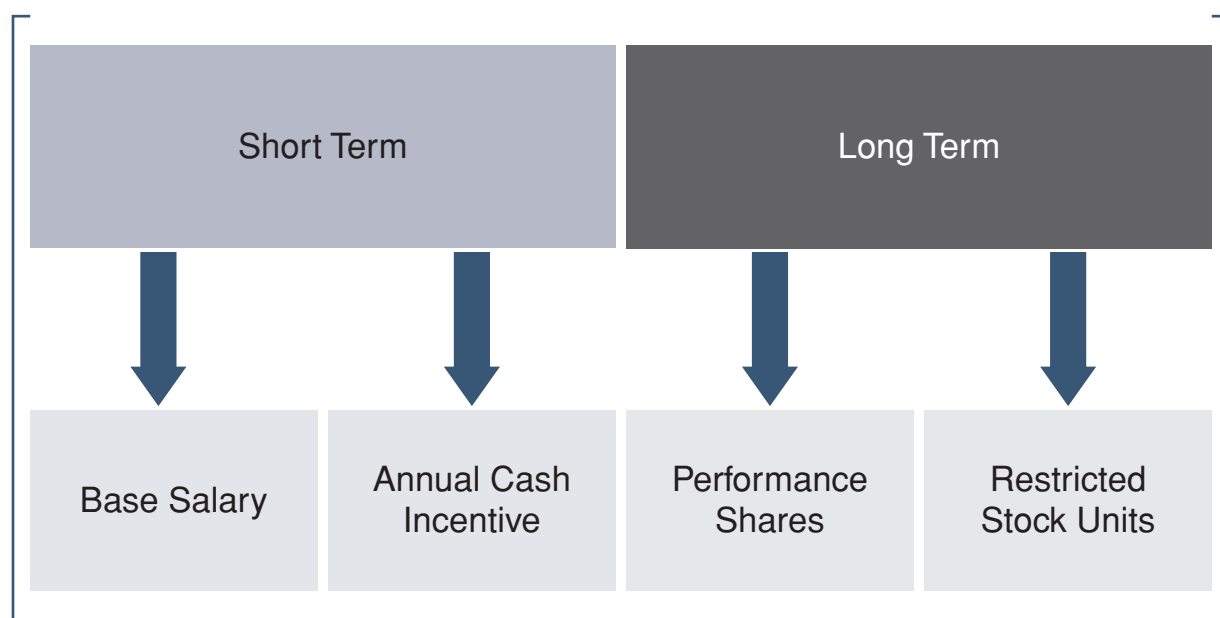 Short Term
Long Term
Base Salary
Annual Cash
Incentive
Performance
Shares
Restricted
Stock Units